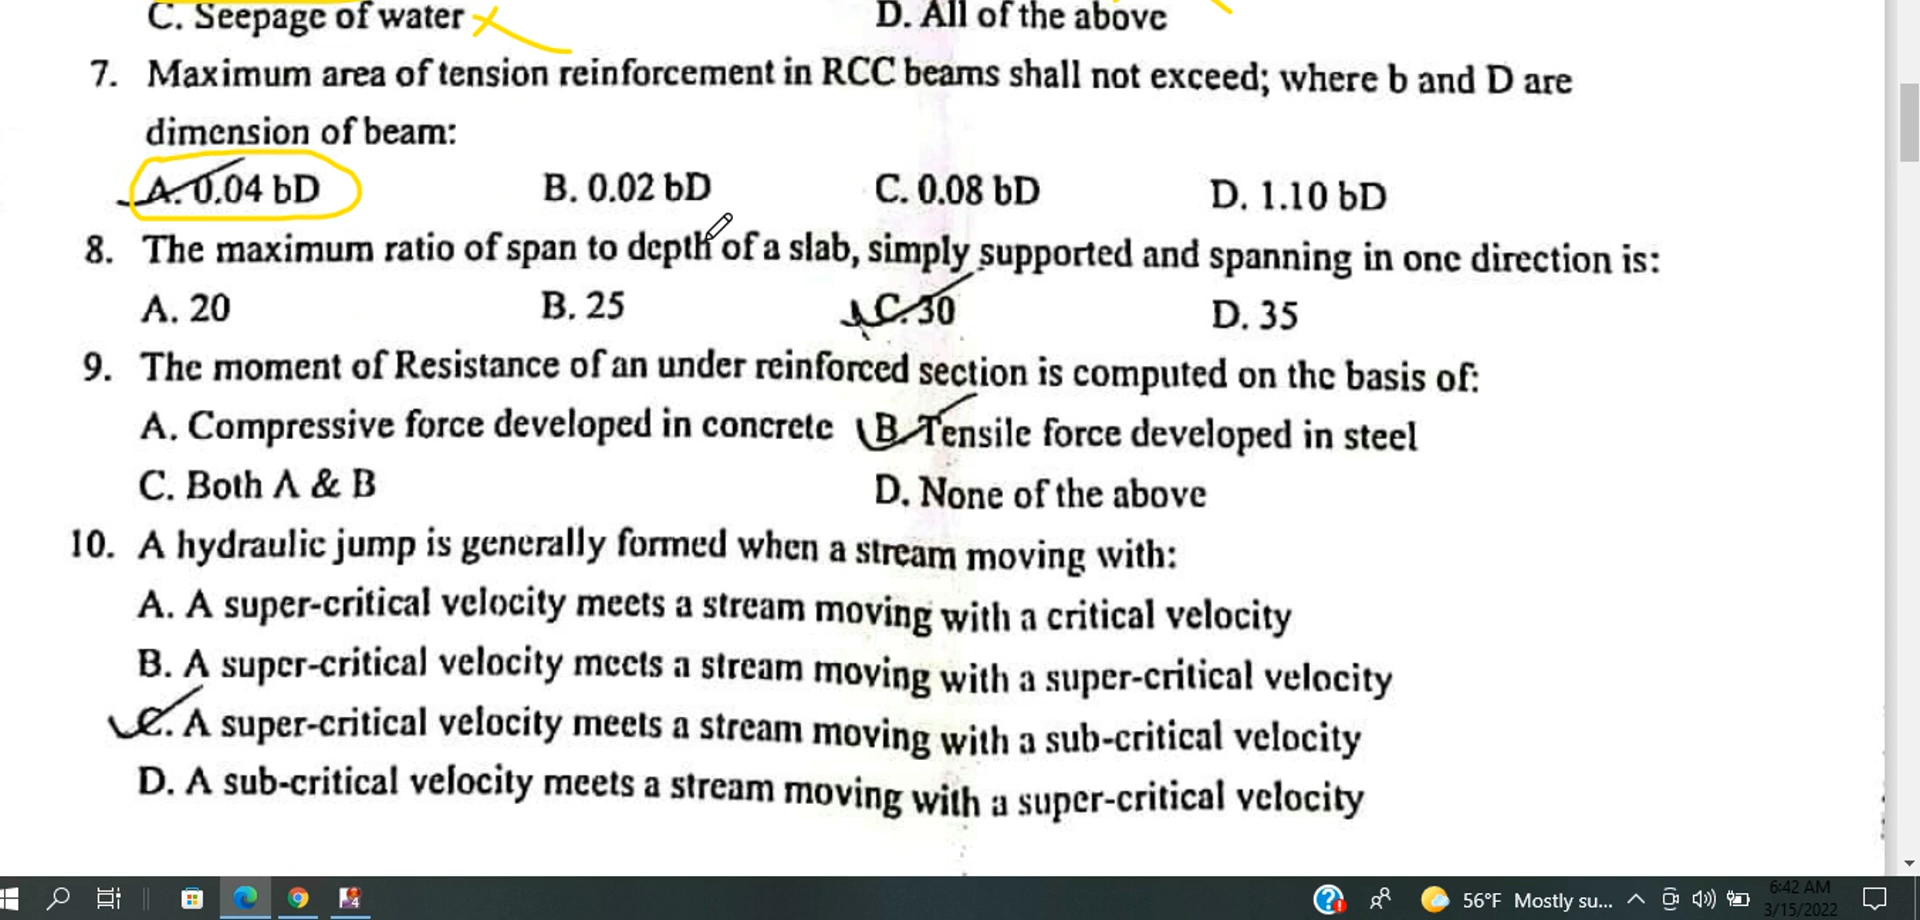 C. Seepage of water D. All of the above
7. Maximum area of tension reinforcement in RCC beams shall not exceed; where b and D are
dimension of beam:
A. 0.04 bD B. 0.02 bD C. 0.08 bD D. 1.10 bD
8. The maximum ratio of span to depth of a slab, simply supported and spanning in one direction is:
A. 20 B. 25 C. 30 D. 35
9. The moment of Resistance of an under reinforced section is computed on the basis of:
A. Compressive force developed in concrete B. Tensile force developed in steel
C. Both A & B D. None of the above
10. A hydraulic jump is generally formed when a stream moving with:
A. A super-critical velocity meets a stream moving with a critical velocity
B. A super-critical velocity meets a stream moving with a super-critical velocity
C. A super-critical velocity meets a stream moving with a sub-critical velocity
D. A sub-critical velocity meets a stream moving with a super-critical velocity
56°F Mostly su... 6:42 AM
3/15/2022